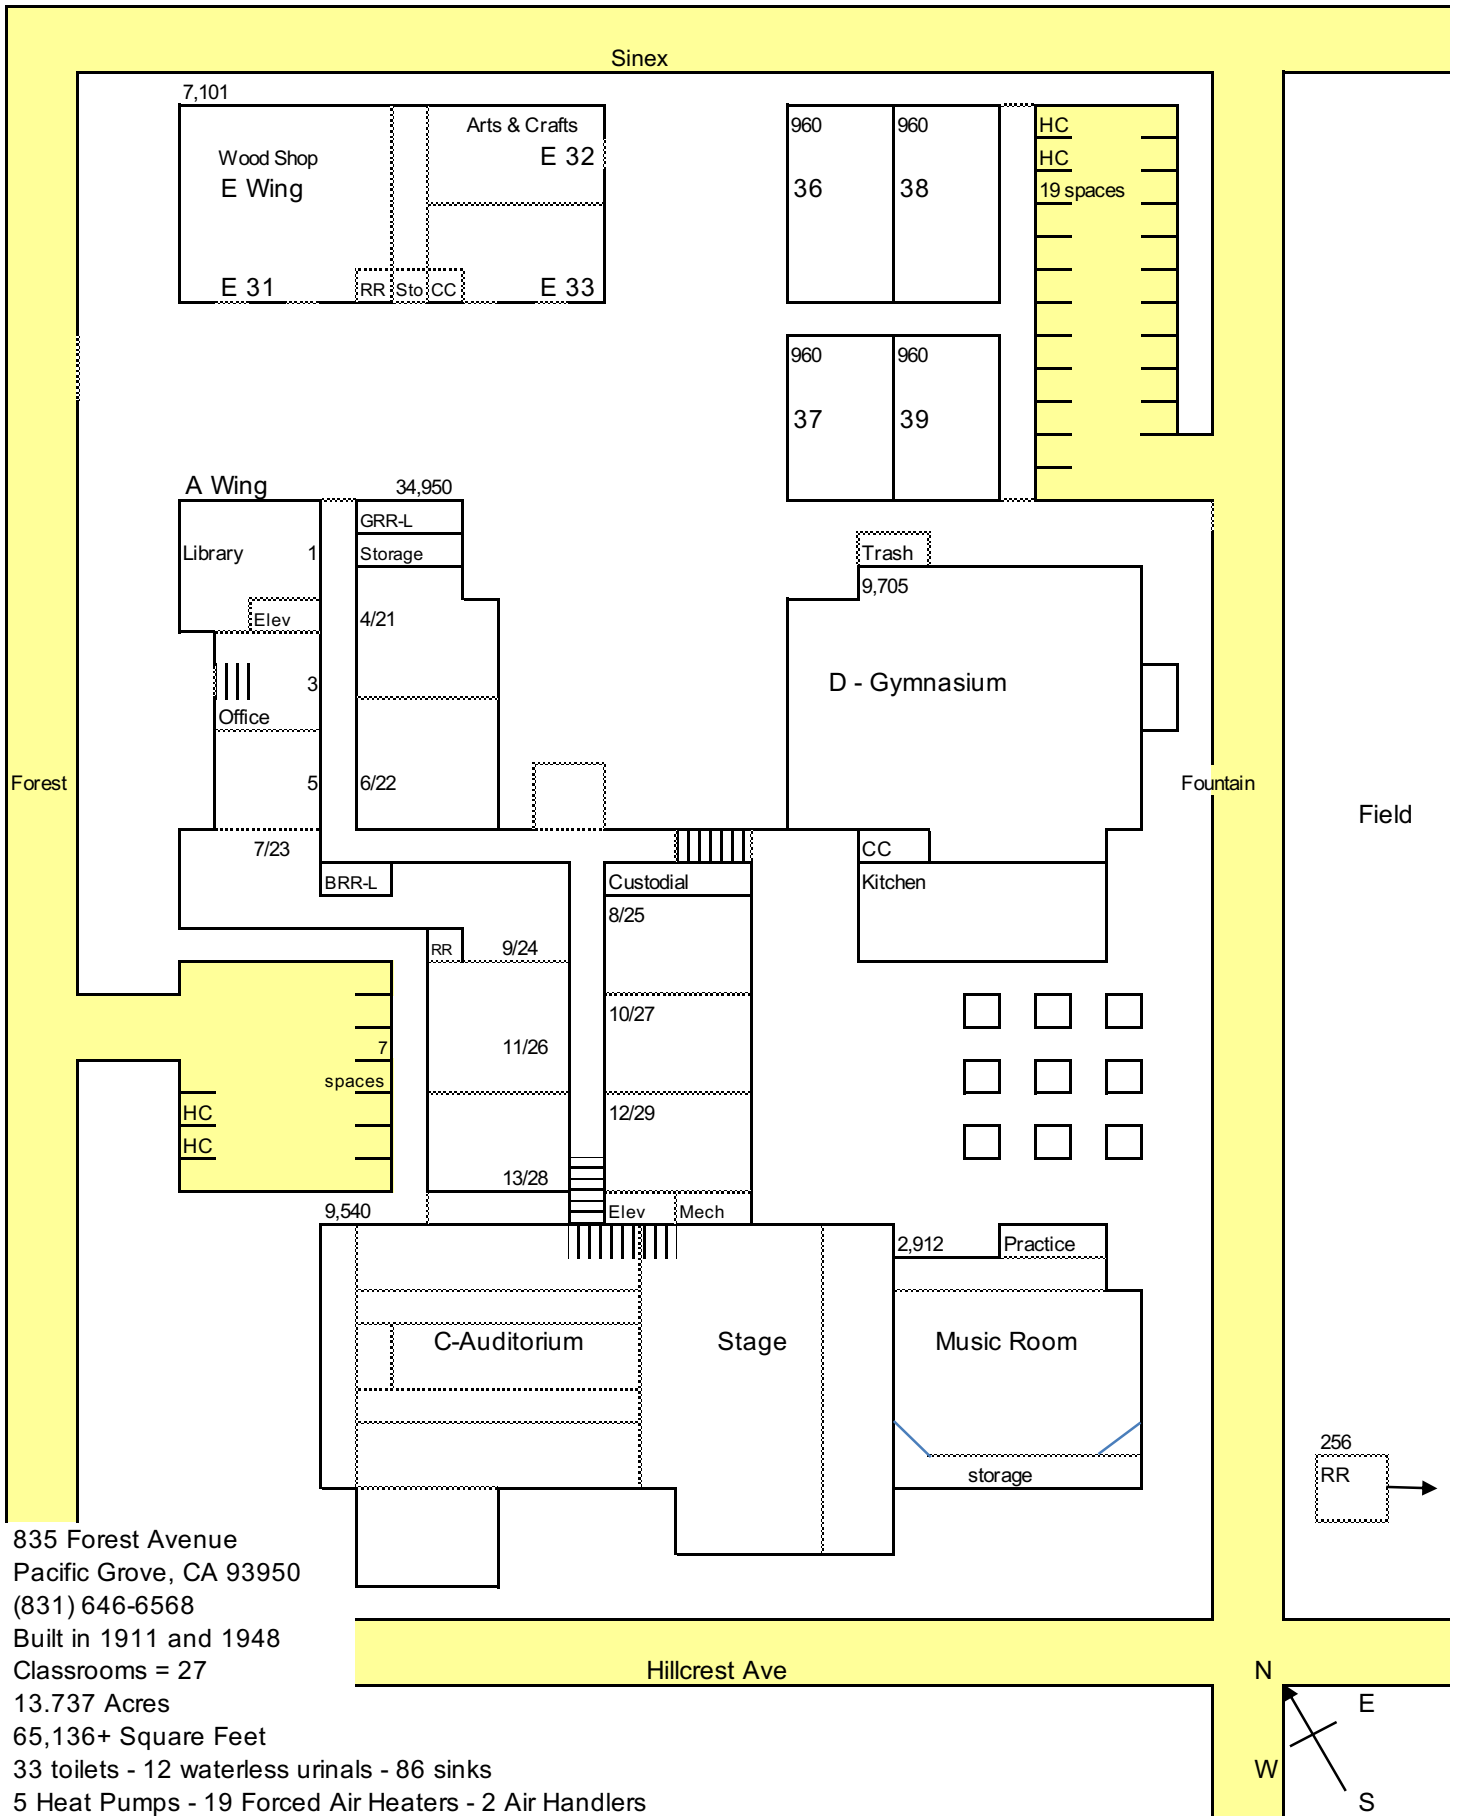 Sinex
7,101
Arts & Crafts
Wood Shop
E 32
E Wing
E 31
RR
Sto
CC
E 33
960
960
36
38
HC
HC
19 spaces
960
960
37
39
A Wing
34,950
GRR-L
Library
1
Storage
Elev
4/21
3
Office
5
6/22
7/23
BRR-L
Trash
9,705
D - Gymnasium
CC
Kitchen
Forest
Fountain
Field
Custodial
8/25
RR
9/24
10/27
11/26
12/29
13/28
7
spaces
HC
HC
9,540
Elev
Mech
2,912
Practice
C-Auditorium
Stage
Music Room
storage
256
RR
835 Forest Avenue
Pacific Grove, CA 93950
(831) 646-6568
Built in 1911 and 1948
Classrooms = 27
13.737 Acres
65,136+ Square Feet
33 toilets - 12 waterless urinals - 86 sinks
5 Heat Pumps - 19 Forced Air Heaters - 2 Air Handlers
Hillcrest Ave
N
E
W
S